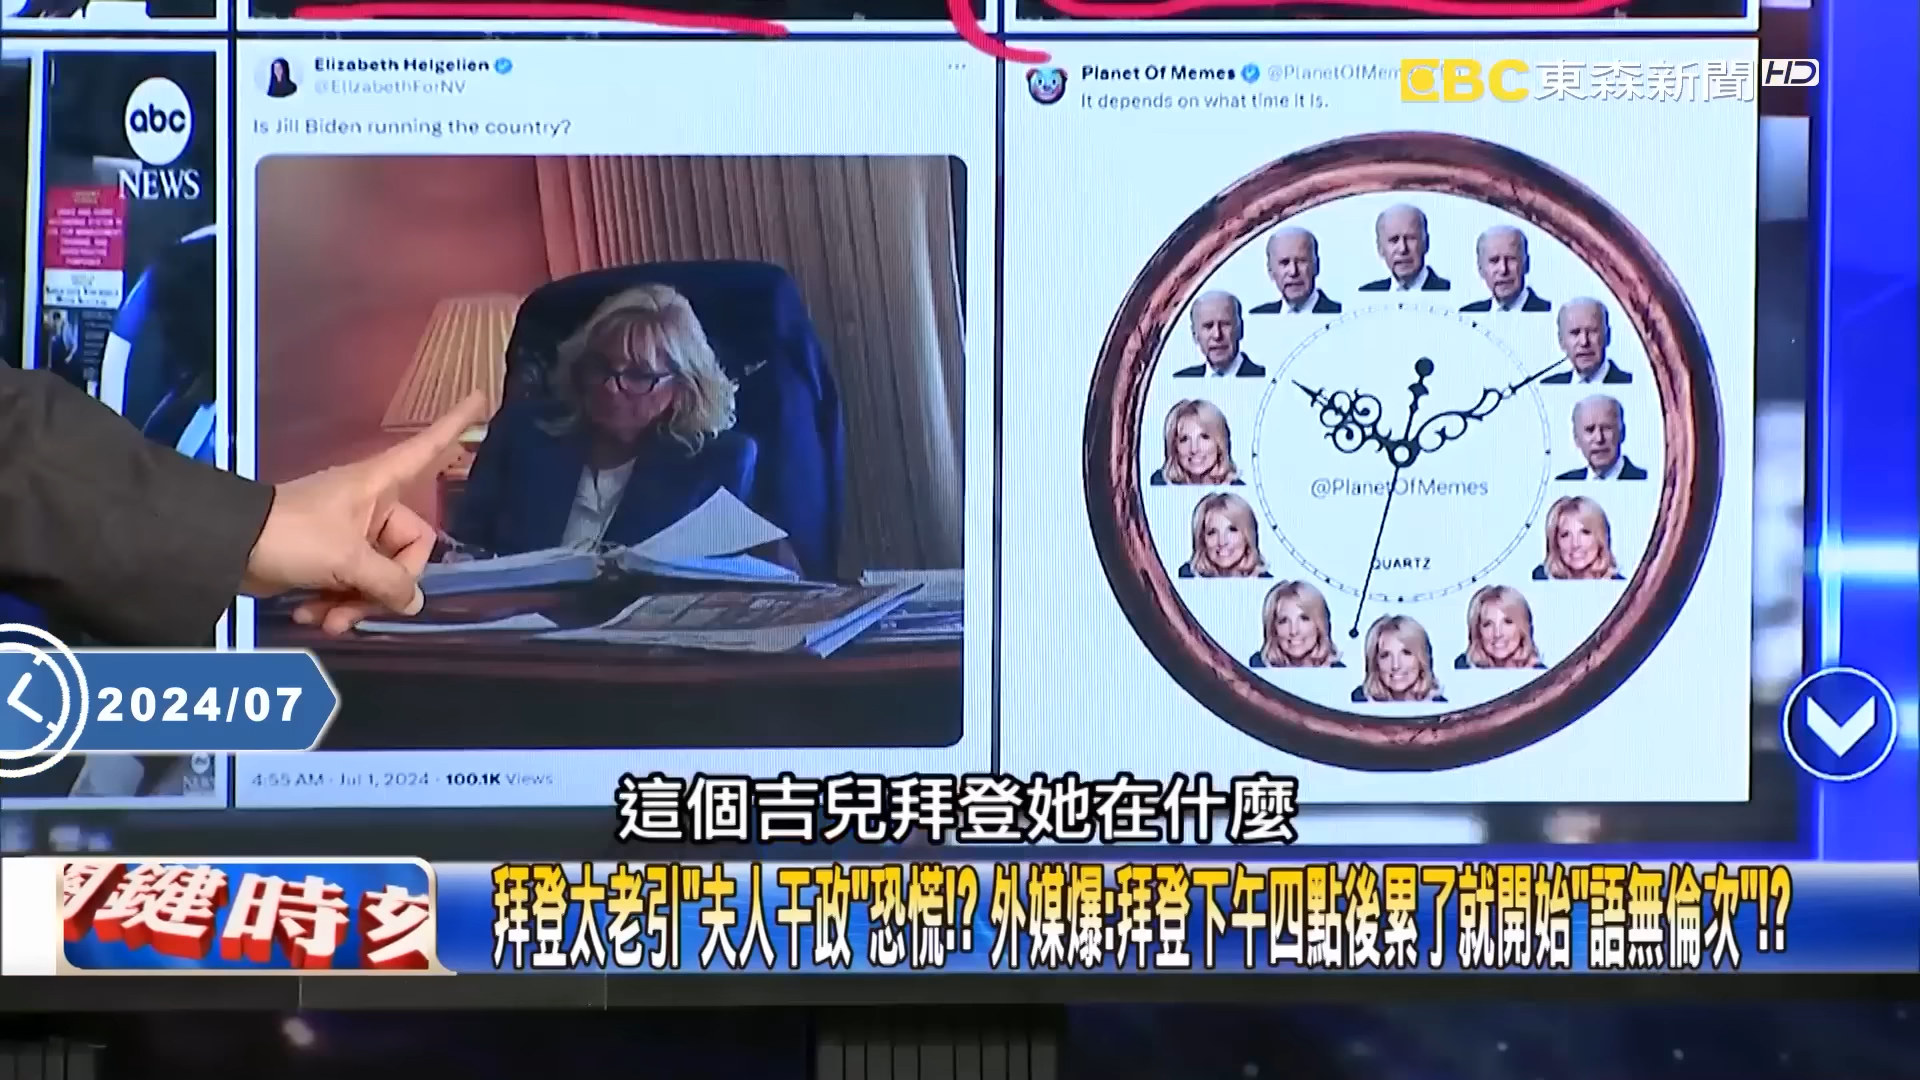 Elizabeth Helgelien
@ElizabethForNV
Is Jill Biden running the country?
abc
NEWS
Planet Of Memes @PlanetOfMem
It depends on what time it is.
EBC東森新聞HD
@PlanetOfMemes
QUARTZ
2024/07
4:55 AM · Jul 1, 2024 · 100.1K Views
這個吉兒拜登她在什麼
關鍵時刻
拜登太老引"夫人干政"恐慌!? 外媒爆:拜登下午四點後累了就開始"語無倫次"!?